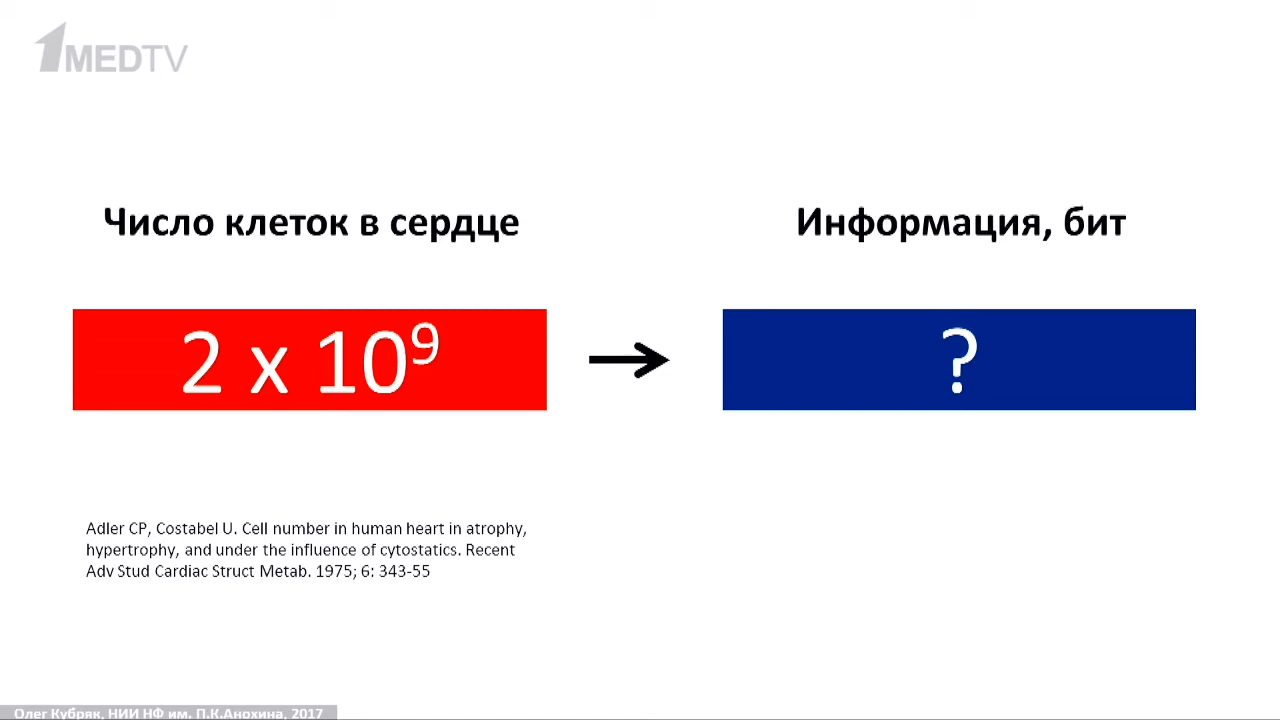 1MEDTV
Число клеток в сердце
Информация, бит
2 x 10⁹
→
?
Adler CP, Costabel U. Cell number in human heart in atrophy,
hypertrophy, and under the influence of cytostatics. Recent
Adv Stud Cardiac Struct Metab. 1975; 6: 343-55
Олег Кубряк, НИИ НФ им. П.К.Анохина, 2017